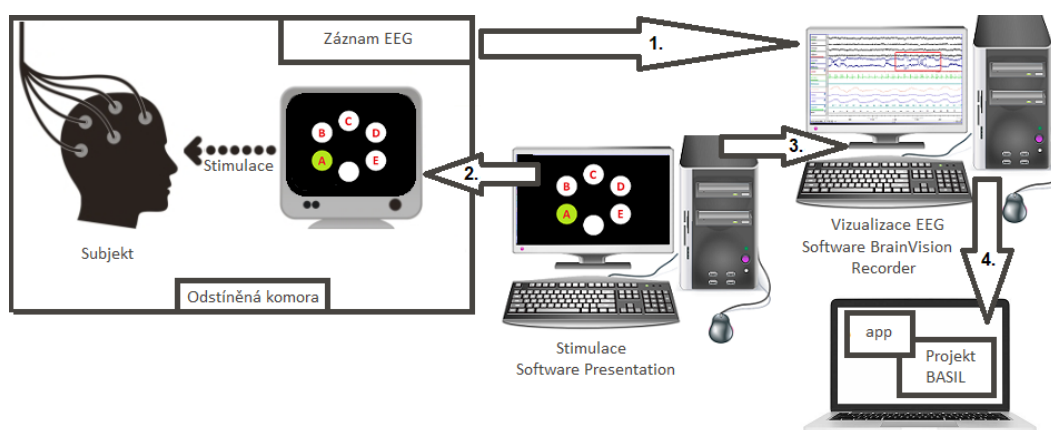 Záznam EEG
1.
C
B
D
A
E
Stimulace
2.
Subjekt
Odstíněná komora
C
B
D
A
E
3.
Stimulace
Software Presentation
Vizualizace EEG
Software BrainVision
Recorder
4.
app
Projekt
BASIL